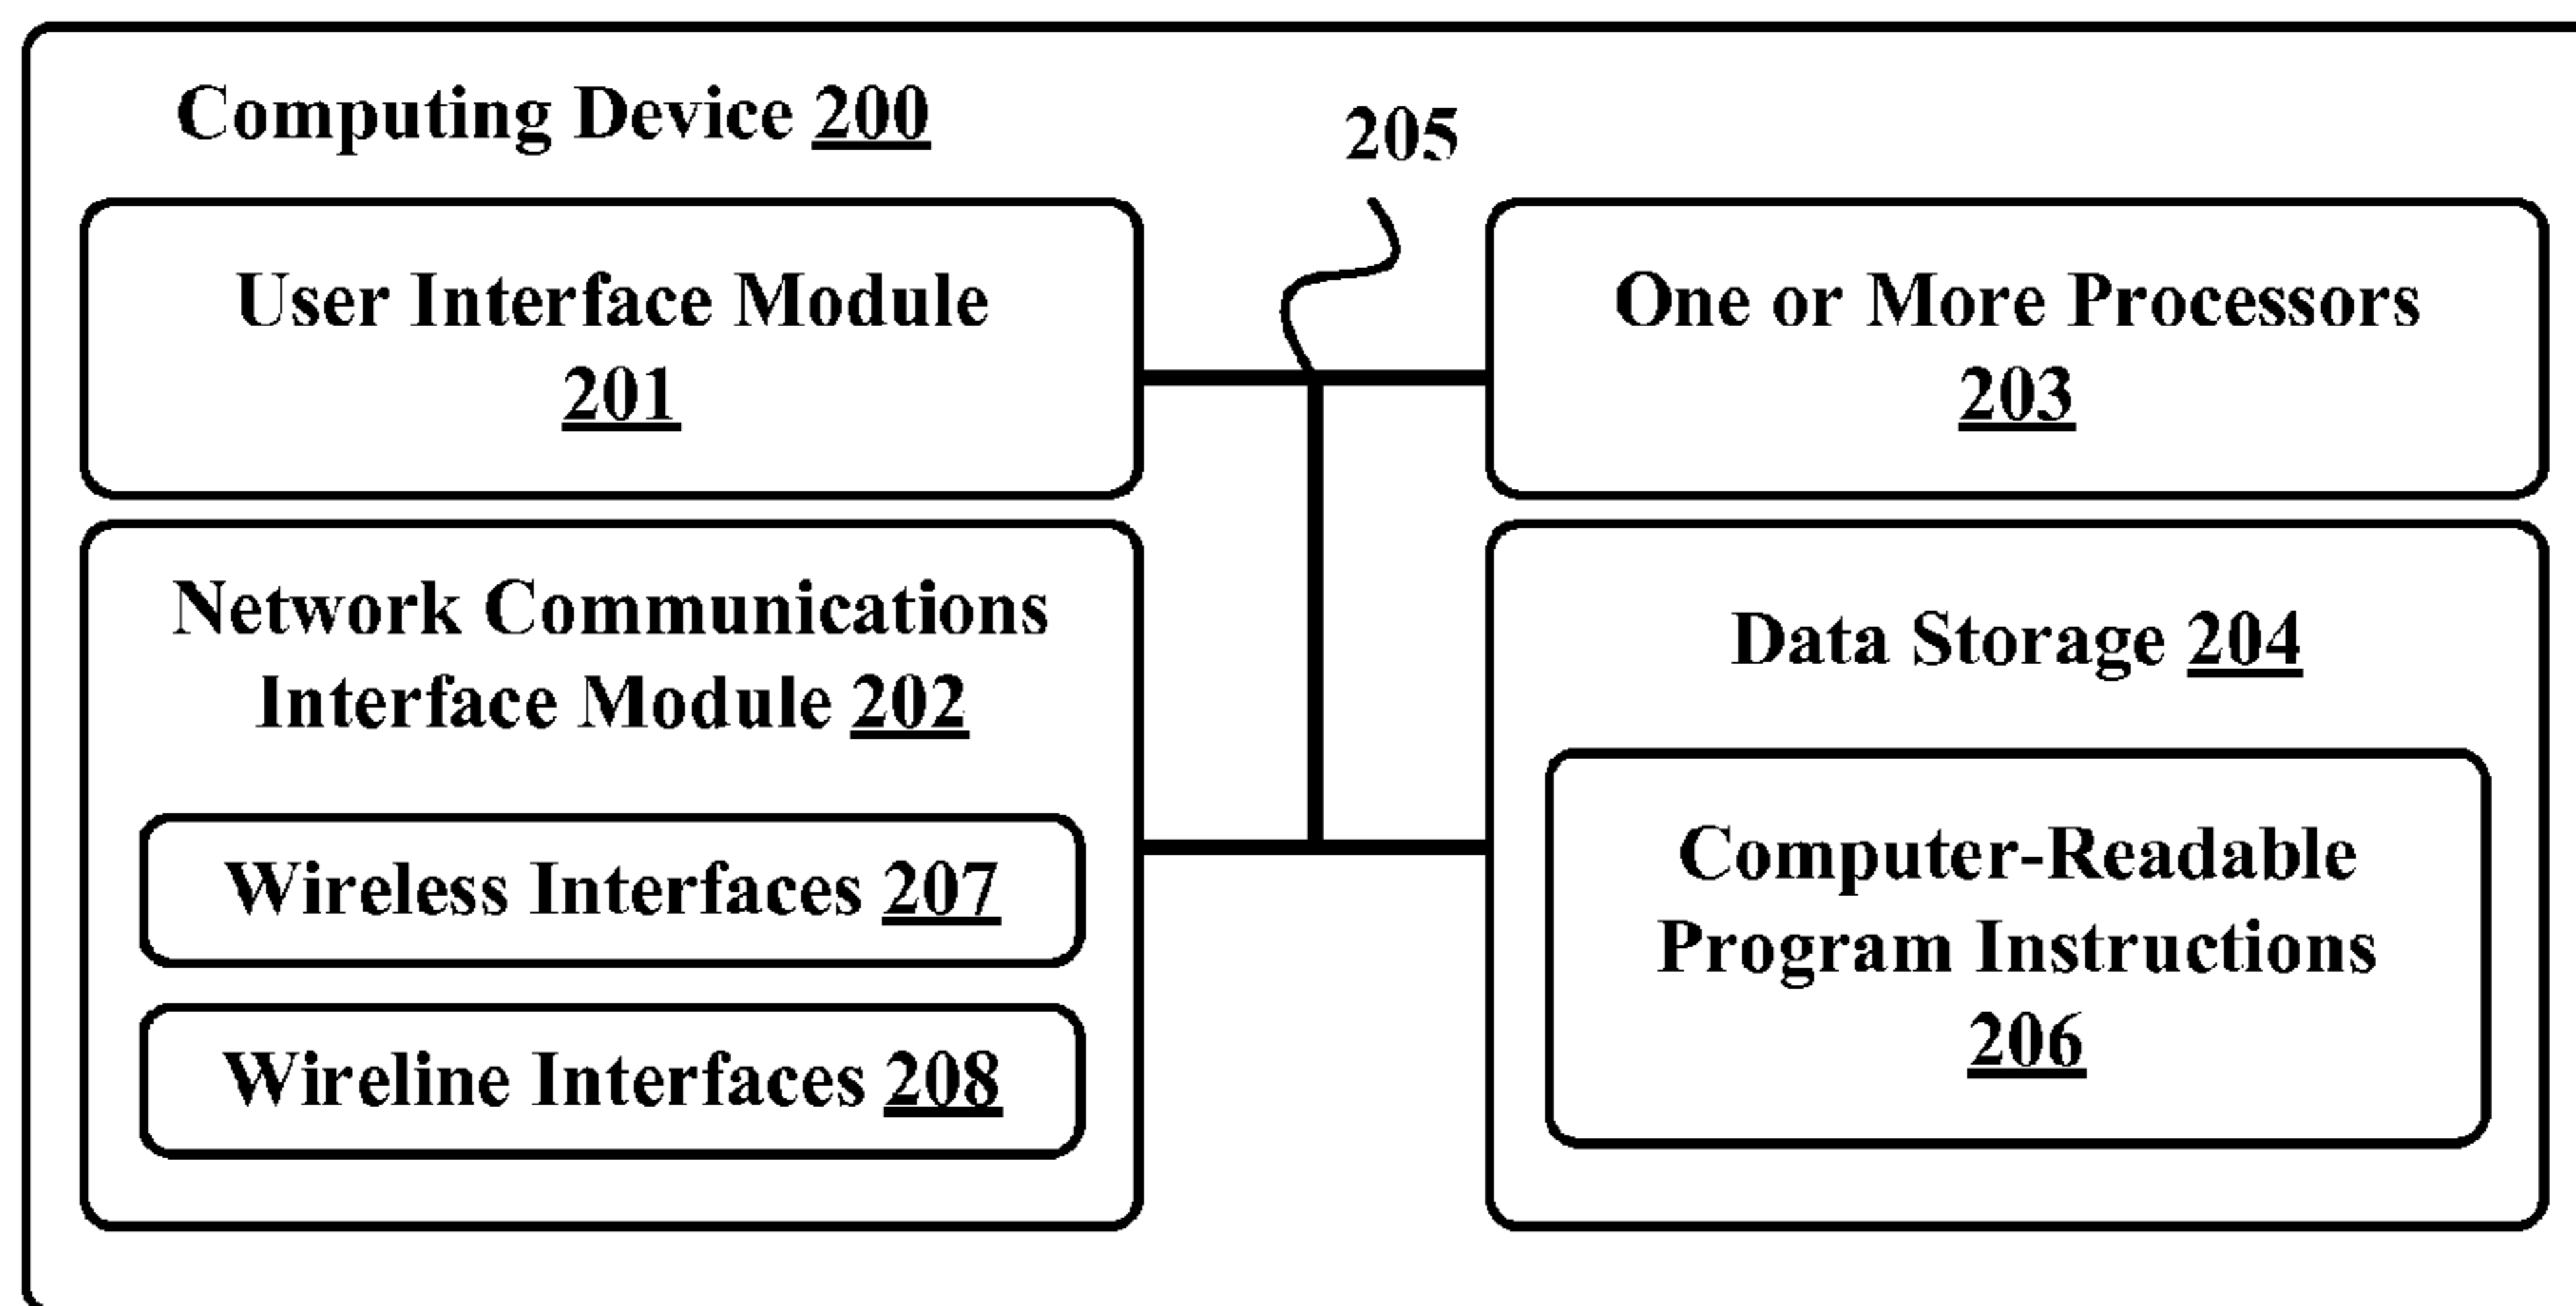 Computing Device 200
205
User Interface Module
201
One or More Processors
203
Network Communications
Interface Module 202
Wireless Interfaces 207
Wireline Interfaces 208
Data Storage 204
Computer-Readable
Program Instructions
206